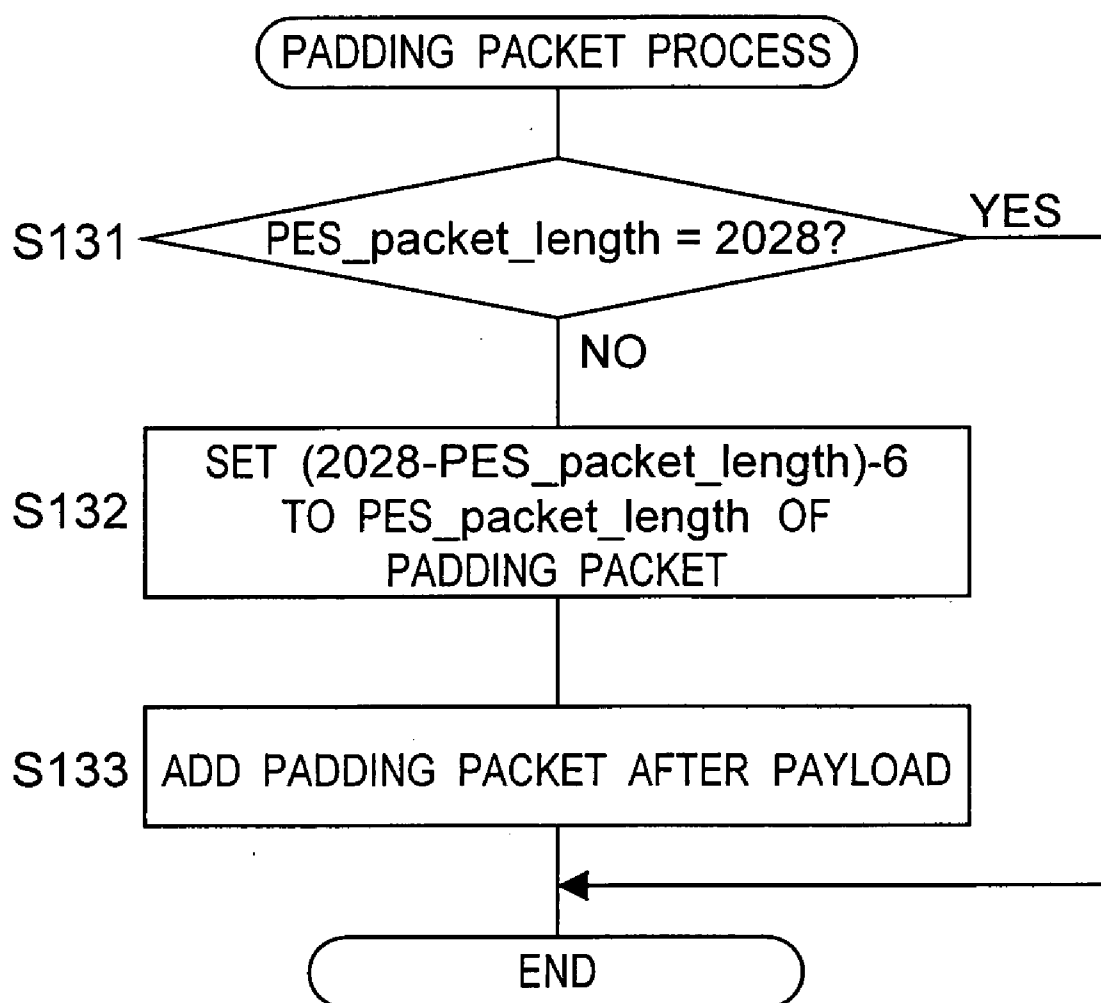 PADDING PACKET PROCESS
S131
PES_packet_length = 2028?
YES
NO
S132
SET (2028-PES_packet_length)-6
TO PES_packet_length OF
PADDING PACKET
S133
ADD PADDING PACKET AFTER PAYLOAD
END